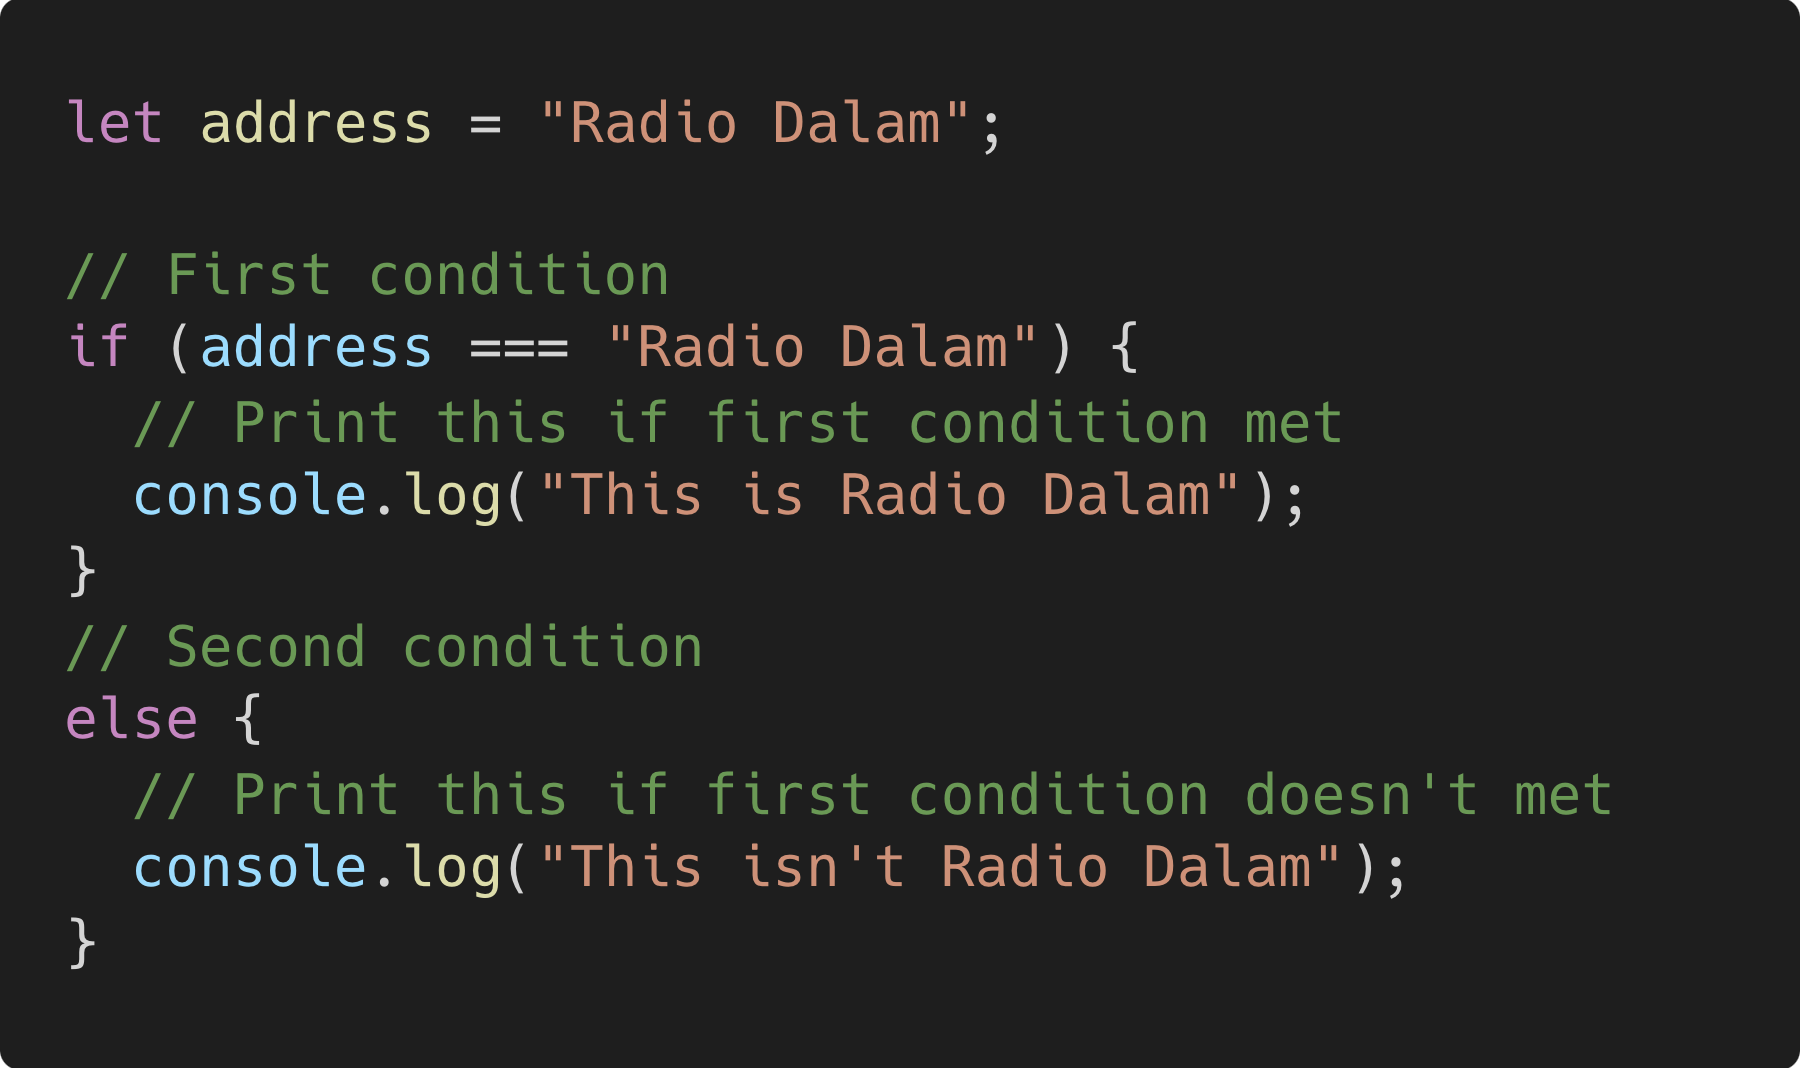 let address = "Radio Dalam";

// First condition
if (address === "Radio Dalam") {
  // Print this if first condition met
  console.log("This is Radio Dalam");
}
// Second condition
else {
  // Print this if first condition doesn't met
  console.log("This isn't Radio Dalam");
}